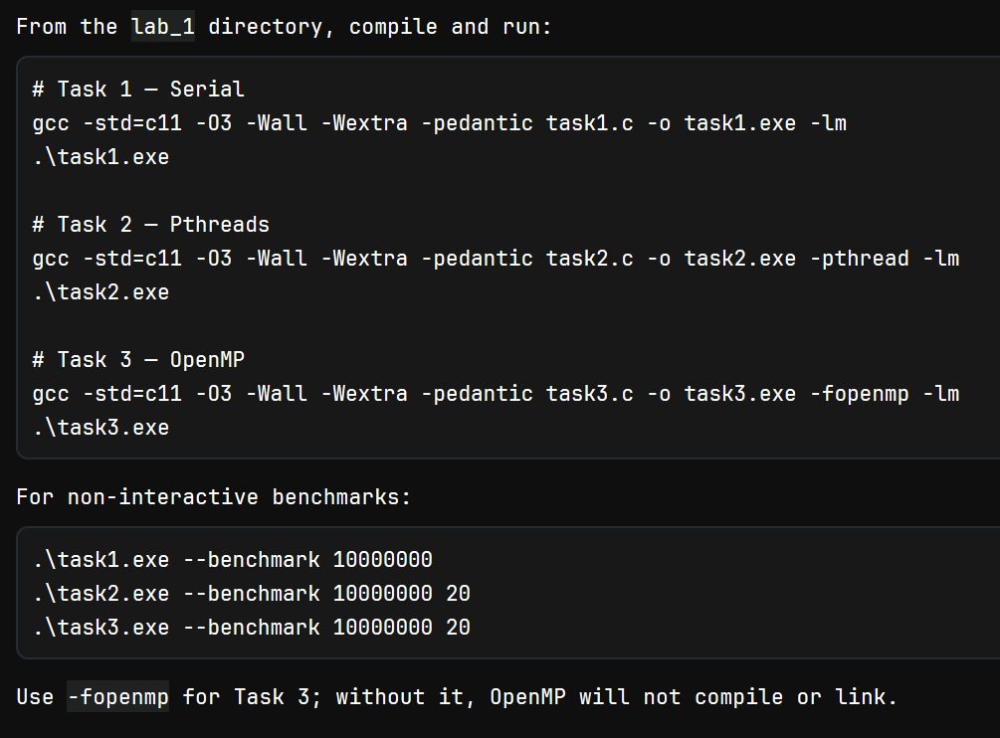 From the lab_1 directory, compile and run:
# Task 1 — Serial
gcc -std=c11 -O3 -Wall -Wextra -pedantic task1.c -o task1.exe -lm
.\task1.exe
# Task 2 — Pthreads
gcc -std=c11 -O3 -Wall -Wextra -pedantic task2.c -o task2.exe -pthread -lm
.\task2.exe
# Task 3 — OpenMP
gcc -std=c11 -O3 -Wall -Wextra -pedantic task3.c -o task3.exe -fopenmp -lm
.\task3.exe
For non-interactive benchmarks:
.\task1.exe --benchmark 10000000
.\task2.exe --benchmark 10000000 20
.\task3.exe --benchmark 10000000 20
Use -fopenmp for Task 3; without it, OpenMP will not compile or link.